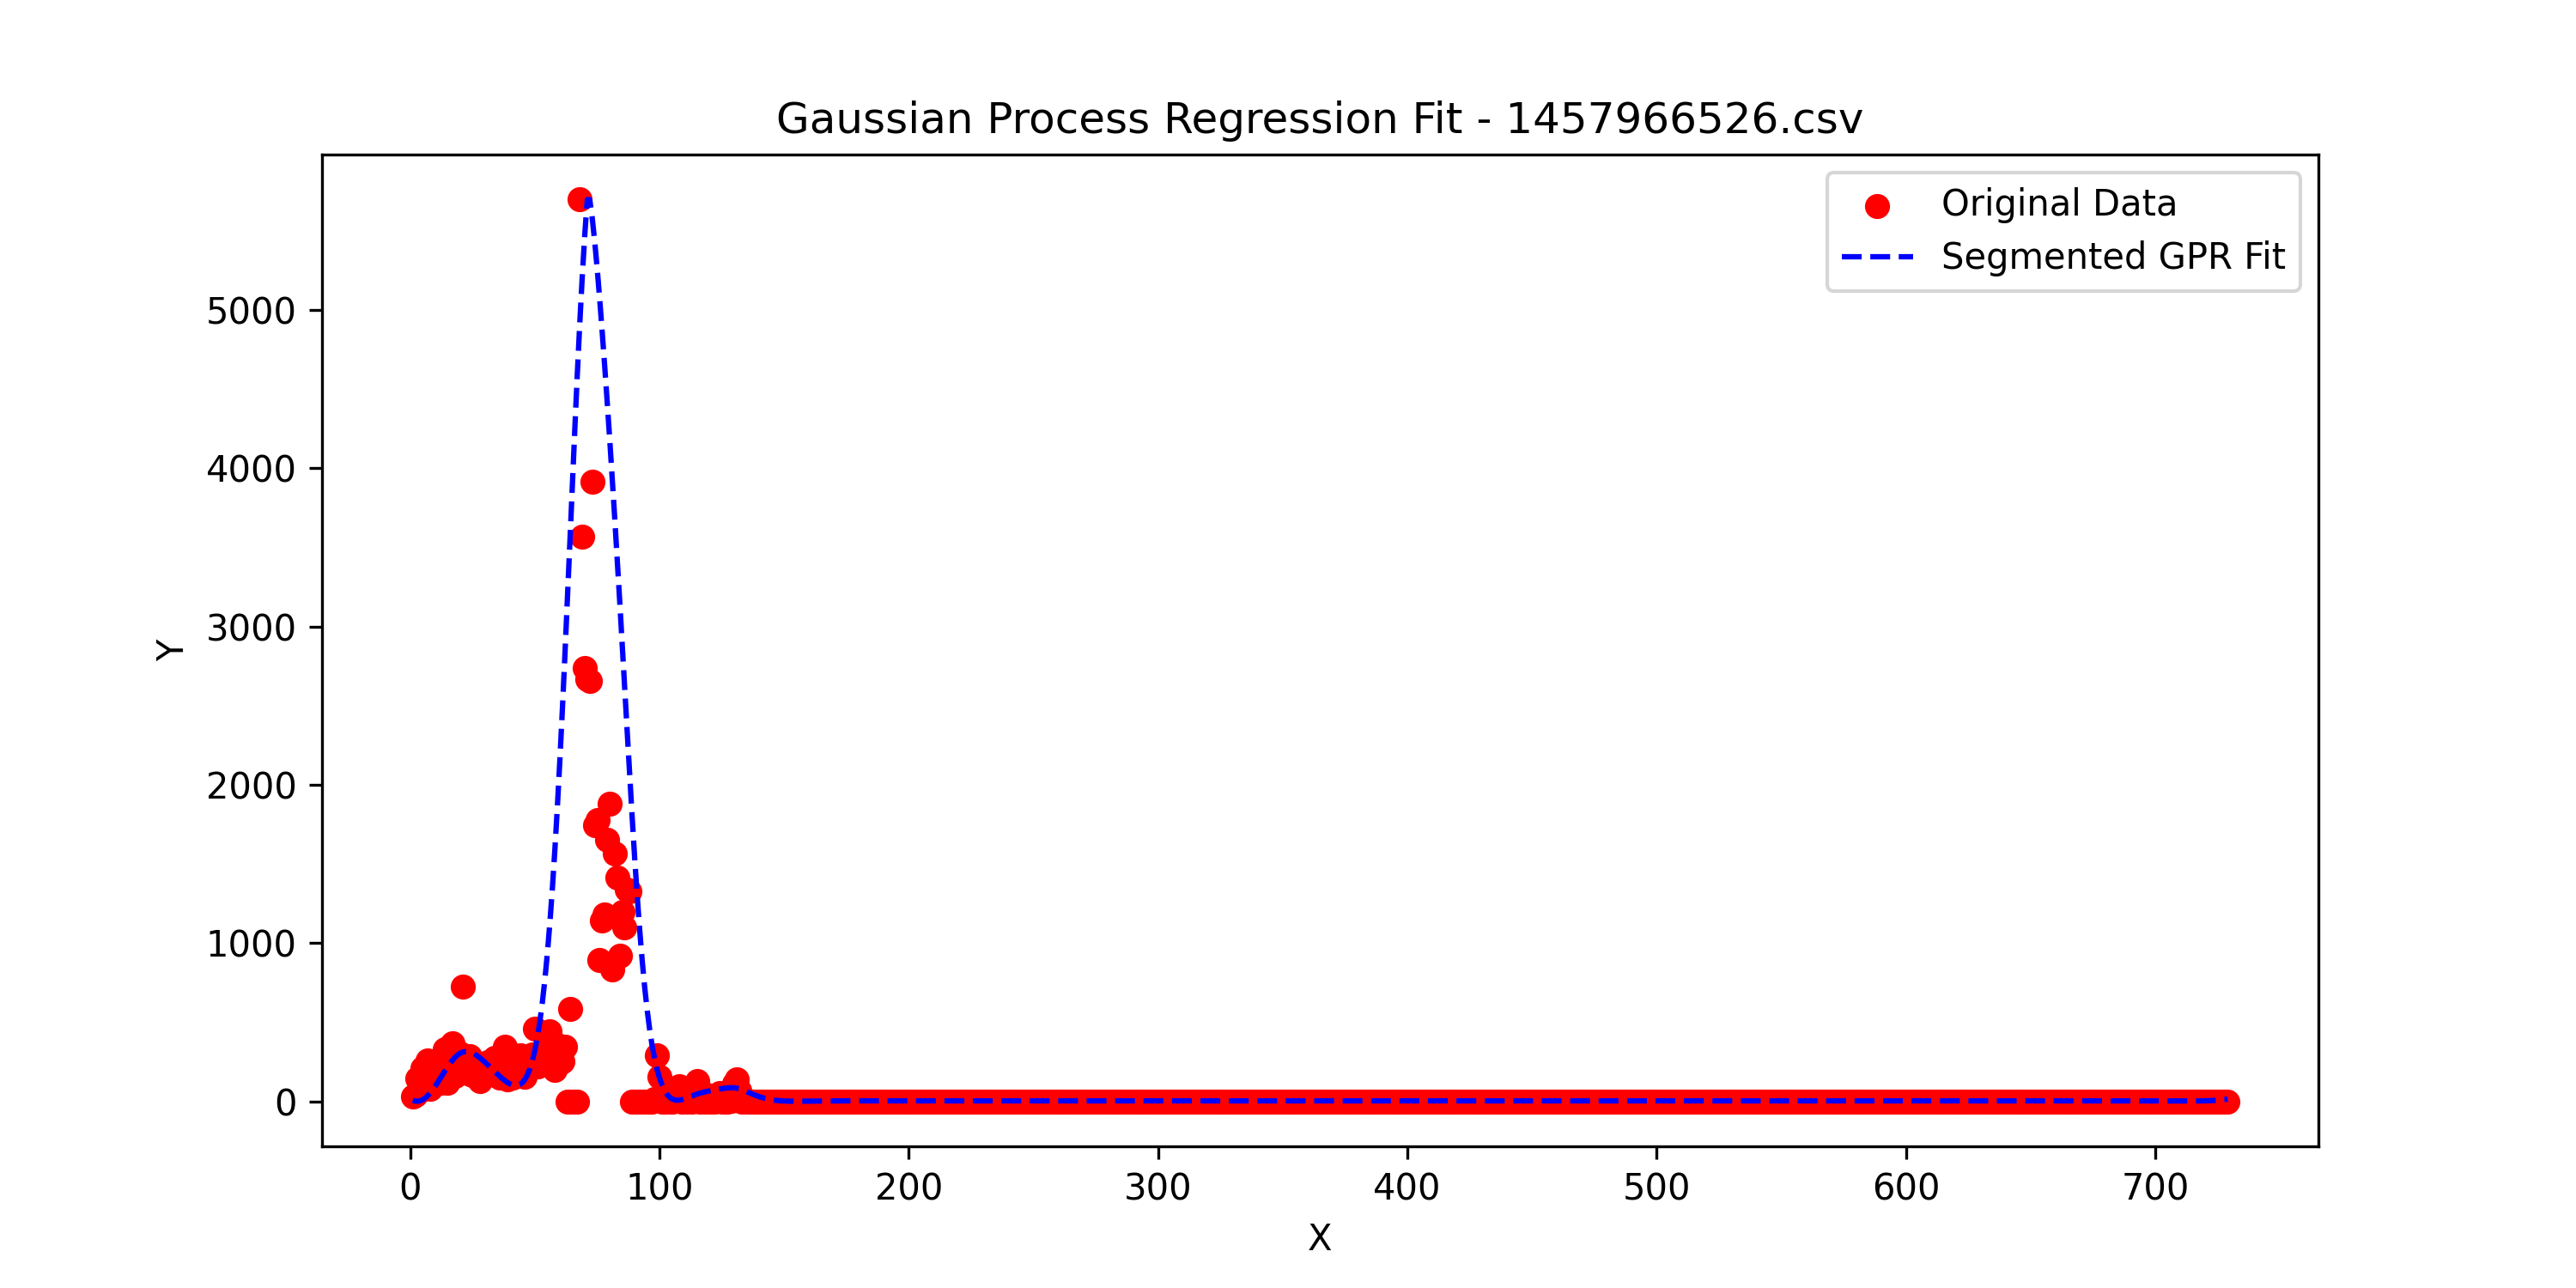 Gaussian Process Regression Fit - 1457966526.csv
Original Data
Segmented GPR Fit
5000
4000
3000
2000
1000
0
Y
0 100 200 300 400 500 600 700
X